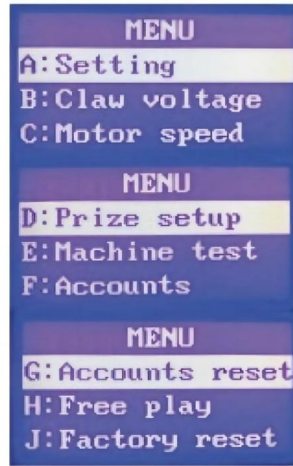 MENU
A:Setting
B:Claw voltage
C:Motor speed
MENU
D:Prize setup
E:Machine test
F:Accounts
MENU
G:Accounts reset
H:Free play
J:Factory reset